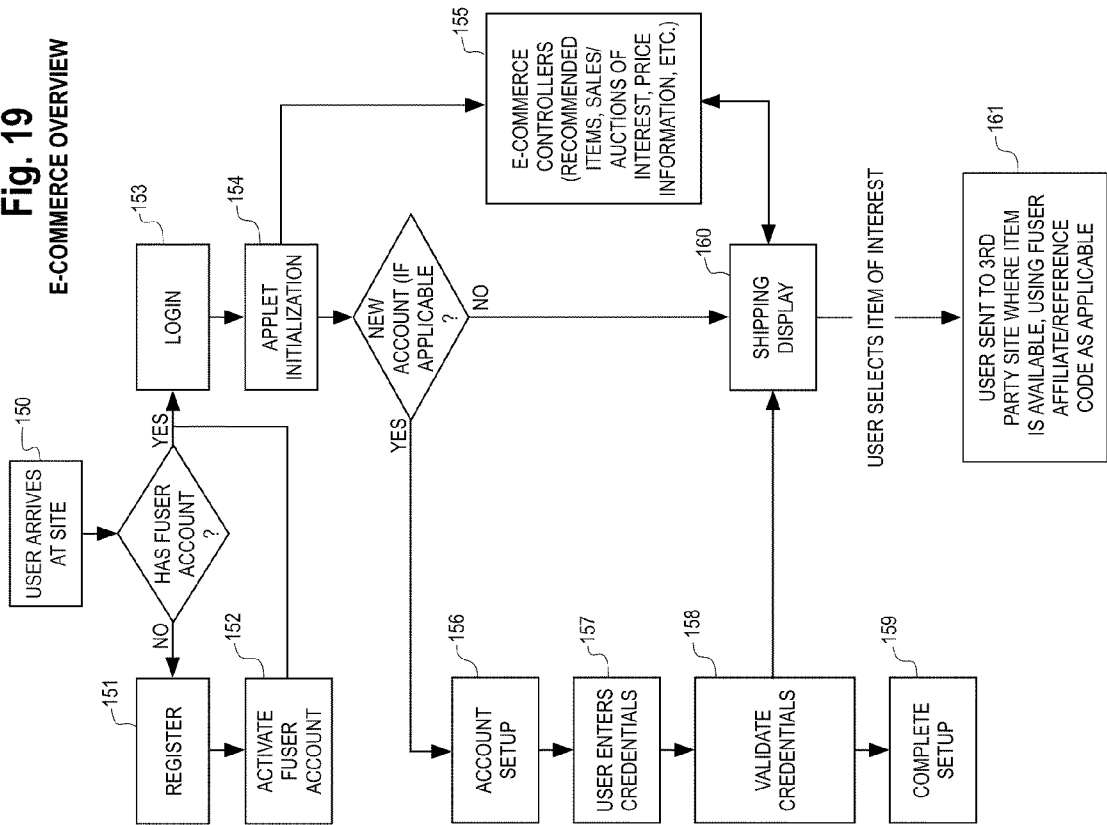 Fig. 19
E-COMMERCE OVERVIEW
150
USER ARRIVES
AT SITE
HAS FUSER
ACCOUNT
?
NO
YES
151
REGISTER
152
ACTIVATE
FUSER
ACCOUNT
153
LOGIN
154
APPLET
INITIALIZATION
NEW
ACCOUNT (IF
APPLICABLE
?
YES
NO
155
E-COMMERCE
CONTROLLERS
(RECOMMENDED
ITEMS, SALES/
AUCTIONS OF
INTEREST, PRICE
INFORMATION, ETC.)
156
ACCOUNT
SETUP
157
USER ENTERS
CREDENTIALS
158
VALIDATE
CREDENTIALS
159
COMPLETE
SETUP
160
SHIPPING
DISPLAY
USER SELECTS ITEM OF INTEREST
161
USER SENT TO 3RD
PARTY SITE WHERE ITEM
IS AVAILABLE, USING FUSER
AFFILIATE/REFERENCE
CODE AS APPLICABLE